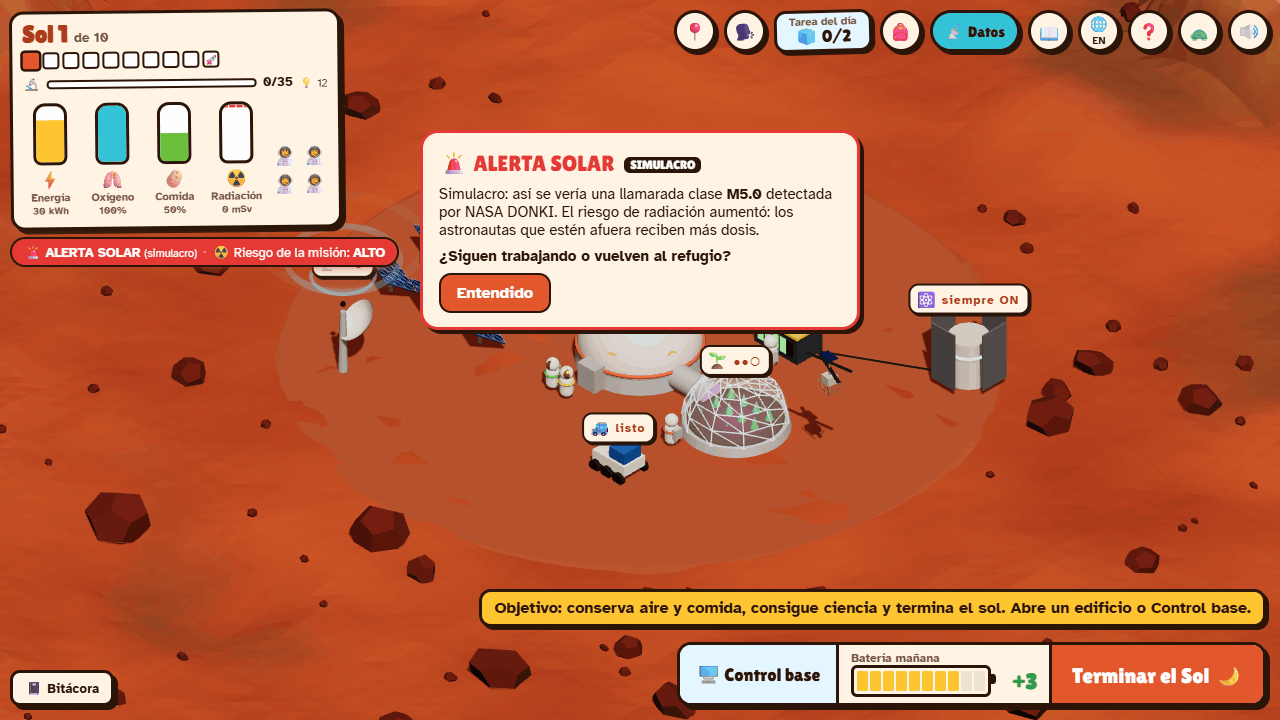 Sol 1 de 10
0/35 12
Energía Oxígeno Comida Radiación
30 kWh 100% 50% 0 mSv
ALERTA SOLAR (simulacro) · Riesgo de la misión: ALTO
Tarea del día
0/2
Datos
EN
ALERTA SOLAR SIMULACRO
Simulacro: así se vería una llamarada clase M5.0 detectada
por NASA DONKI. El riesgo de radiación aumentó: los
astronautas que estén afuera reciben más dosis.
¿Siguen trabajando o vuelven al refugio?
Entendido
siempre ON
listo
Objetivo: conserva aire y comida, consigue ciencia y termina el sol. Abre un edificio o Control base.
Bitácora
Control base
Batería mañana
+3
Terminar el Sol